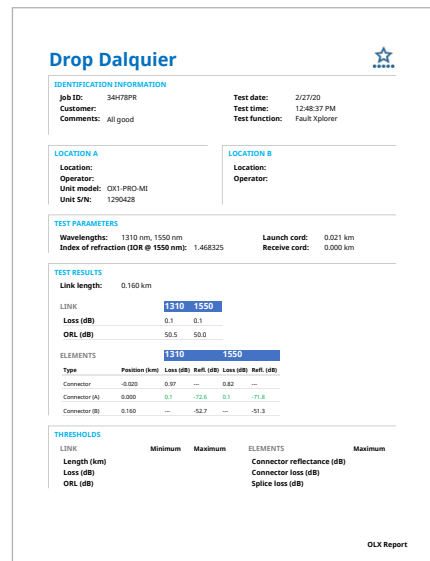 Drop Dalquier
IDENTIFICATION INFORMATION
Job ID: 34H78PR Test date: 2/27/20
Customer: Test time: 12:48:37 PM
Comments: All good Test function: Fault Xplorer
LOCATION A LOCATION B
Location: Location:
Operator: Operator:
Unit model: OX1-PRO-MI
Unit S/N: 1290428
TEST PARAMETERS
Wavelengths: 1310 nm, 1550 nm Launch cord: 0.021 km
Index of refraction (IOR @ 1550 nm): 1.468325 Receive cord: 0.000 km
TEST RESULTS
Link length: 0.160 km
LINK 1310 1550
Loss (dB) 0.1 0.1
ORL (dB) 50.5 50.0
ELEMENTS 1310 1550
Type Position (km) Loss (dB) Refl. (dB) Loss (dB) Refl. (dB)
Connector -0.020 0.97 --- 0.82 ---
Connector (A) 0.000 0.1 -72.6 0.1 -71.8
Connector (B) 0.160 --- -52.7 --- -51.3
THRESHOLDS
LINK Minimum Maximum ELEMENTS Maximum
Length (km) Connector reflectance (dB)
Loss (dB) Connector loss (dB)
ORL (dB) Splice loss (dB)
OLX Report